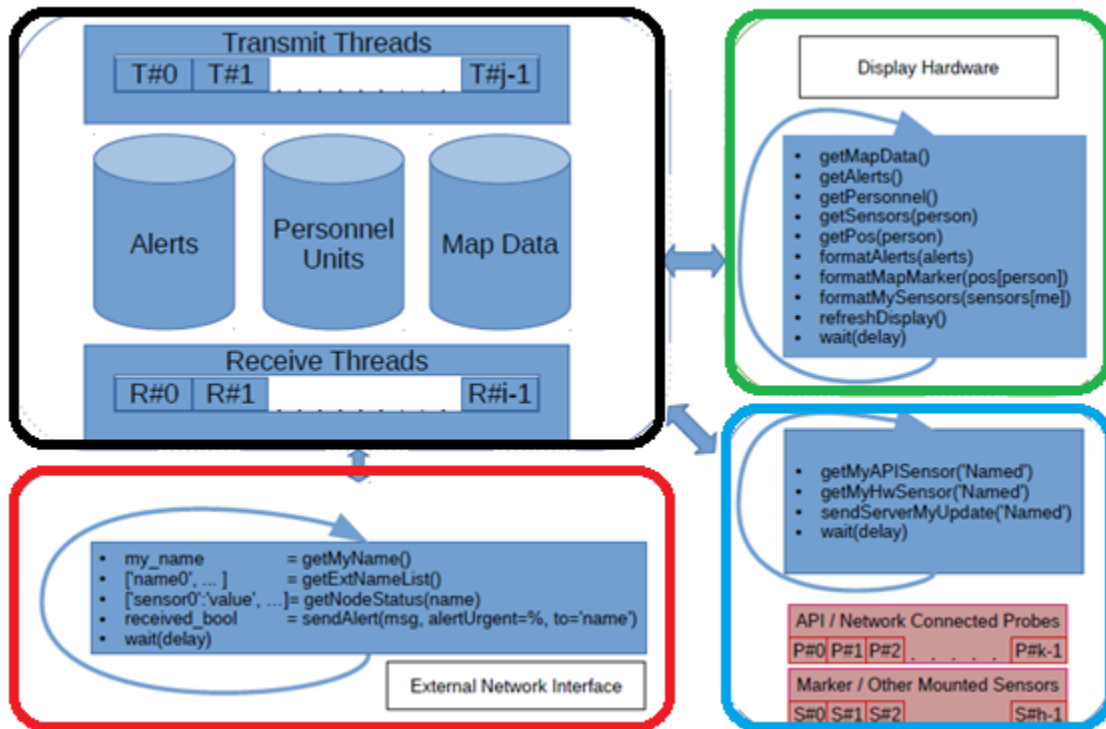 Transmit Threads
T#0 T#1 . . . . . . . . T#j-1
Alerts
Personnel
Units
Map Data
Receive Threads
R#0 R#1 . . . . . . . . R#i-1
Display Hardware
• getMapData()
• getAlerts()
• getPersonnel()
• getSensors(person)
• getPos(person)
• formatAlerts(alerts)
• formatMapMarker(pos[person])
• formatMySensors(sensors[me])
• refreshDisplay()
• wait(delay)
• my_name = getMyName()
• ['name0', ... ] = getExtNameList()
• ['sensor0':'value', ...]= getNodeStatus(name)
• received_bool = sendAlert(msg, alertUrgent=%, to='name')
• wait(delay)
External Network Interface
• getMyAPISensor('Named')
• getMyHwSensor('Named')
• sendServerMyUpdate('Named')
• wait(delay)
API / Network Connected Probes
P#0 P#1 P#2 . . . . . P#k-1
Marker / Other Mounted Sensors
S#0 S#1 S#2 S#h-1